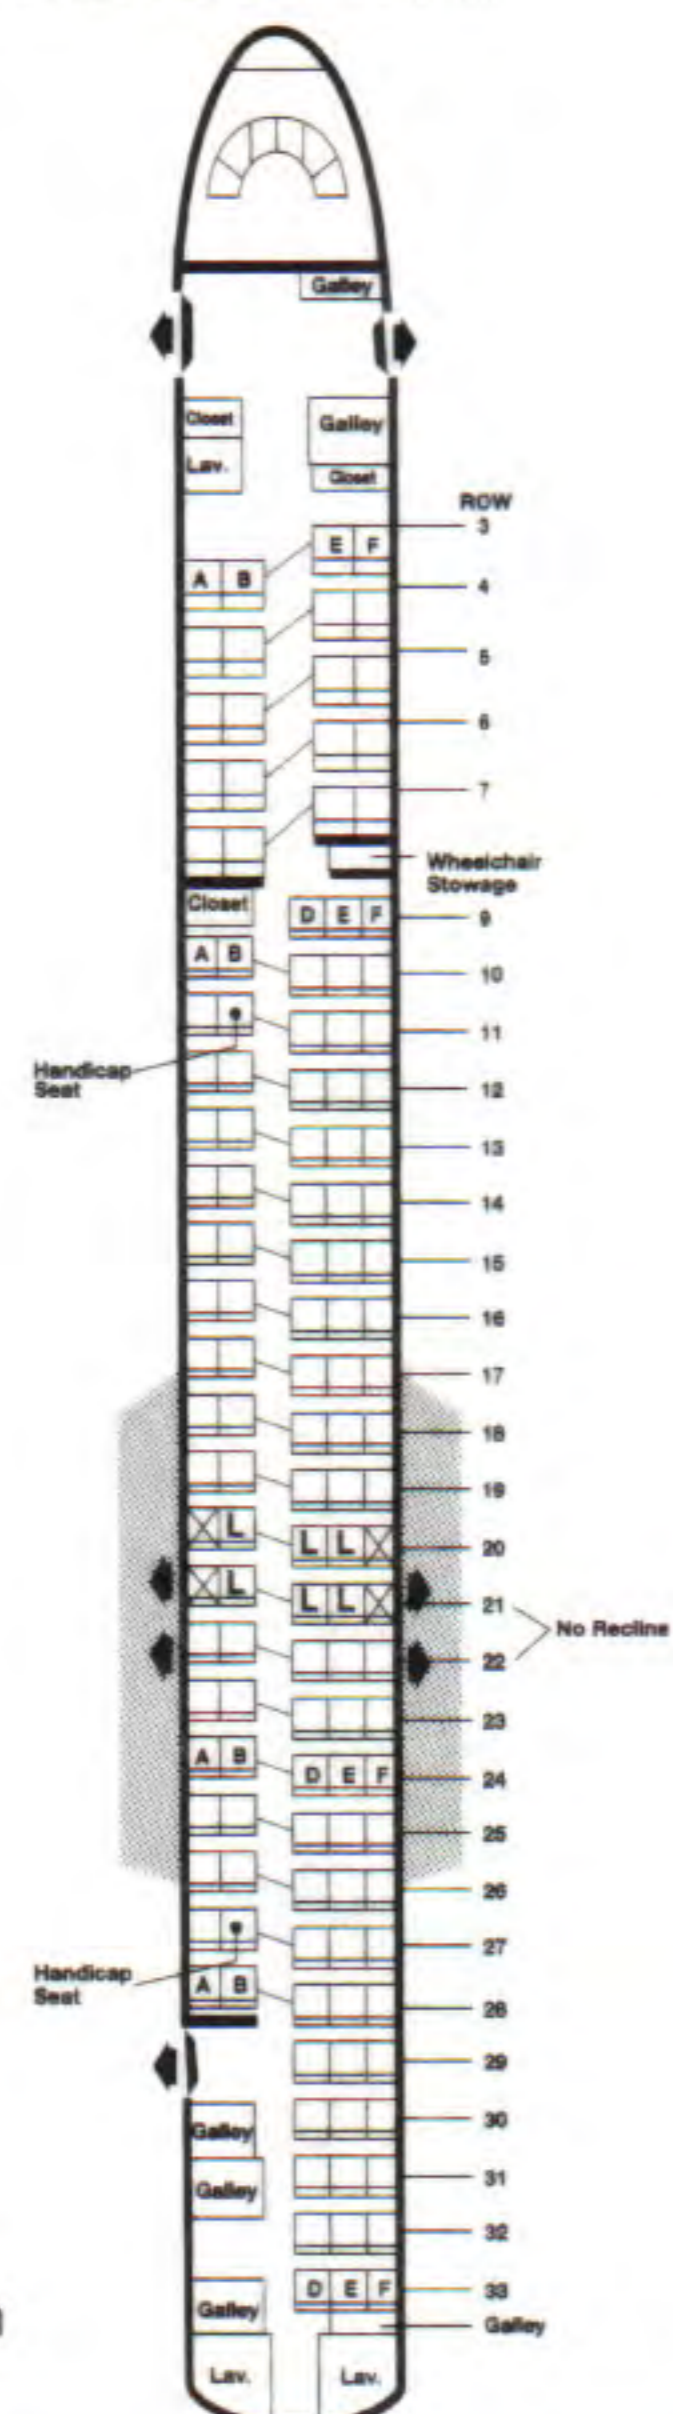 Galley
Closet
Galley
Lav.
Closet
ROW
3
E F
A B
4
5
6
7
Wheelchair
Stowage
Closet
D E F
9
A B
10
11
Handicap
Seat
12
13
14
15
16
17
18
19
L
L L
20
L
L L
21
No Recline
22
23
A B
D E F
24
25
26
27
Handicap
Seat
A B
28
29
30
Galley
31
Galley
32
D E F
33
Galley
Galley
Lav.
Lav.